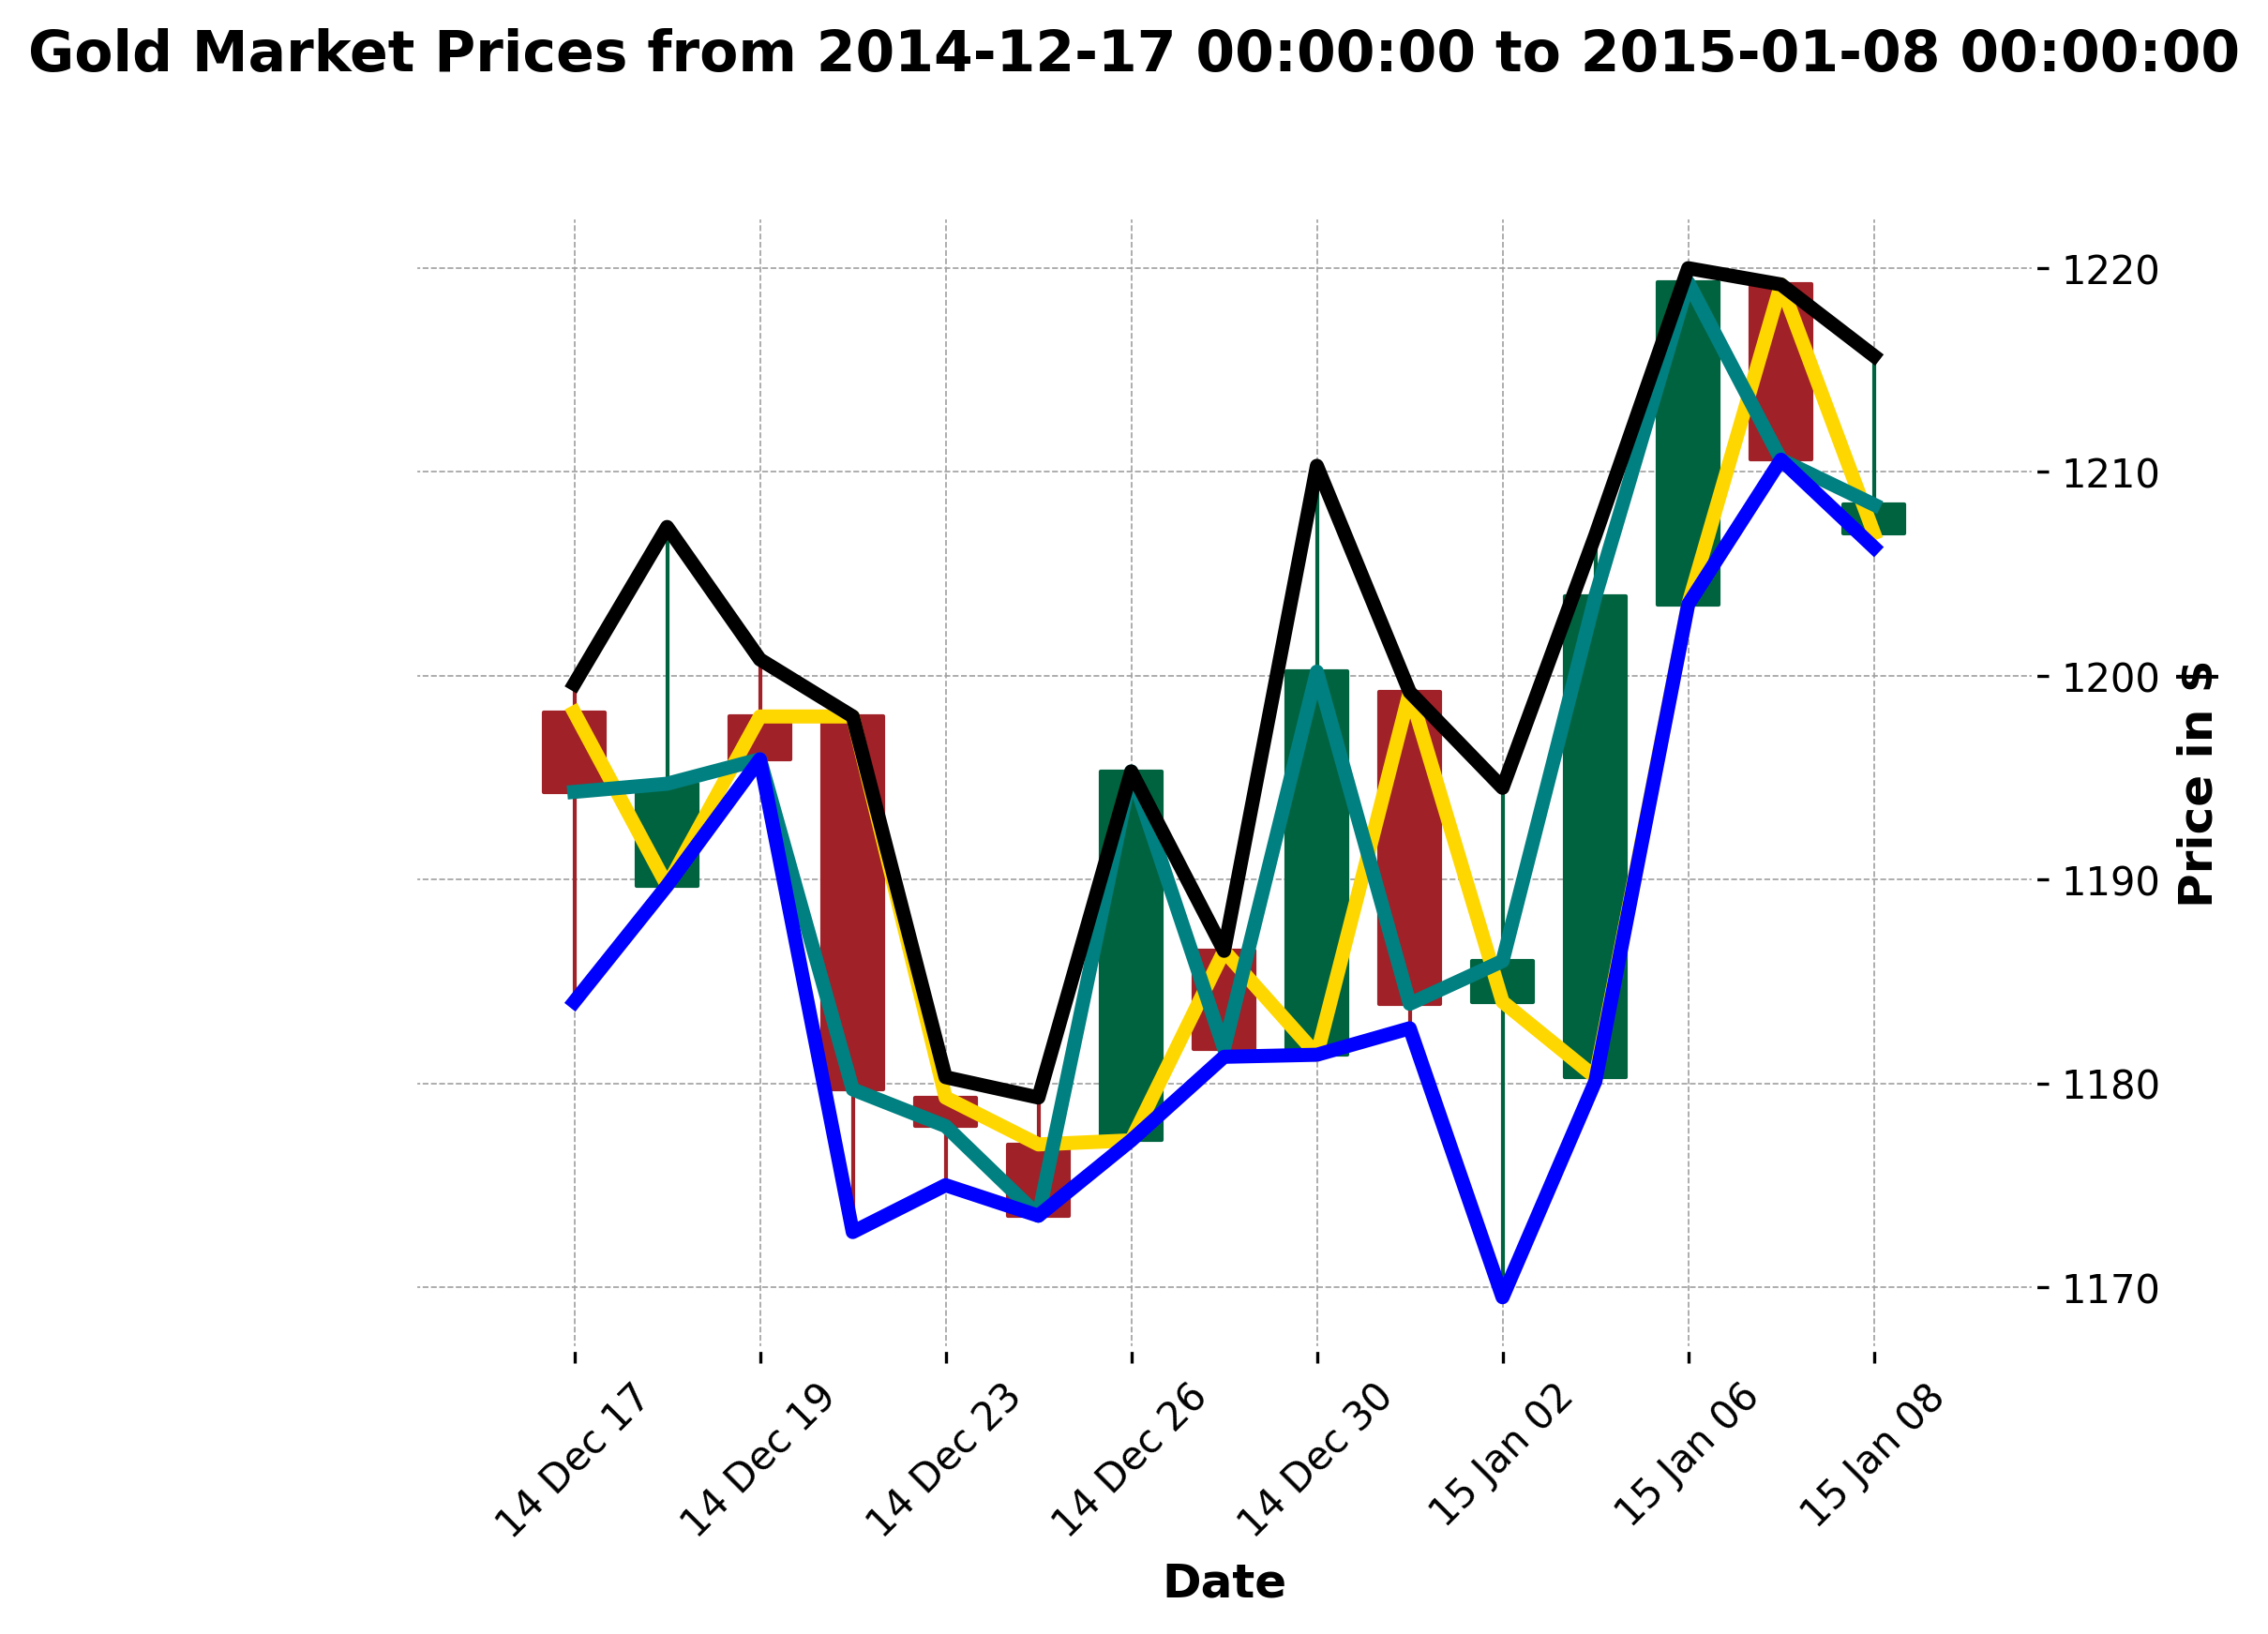 Gold Market Prices from 2014-12-17 00:00:00 to 2015-01-08 00:00:00
1220
1210
1200
1190
1180
1170
Price in $
14 Dec 17
14 Dec 19
14 Dec 23
14 Dec 26
14 Dec 30
15 Jan 02
15 Jan 06
15 Jan 08
Date